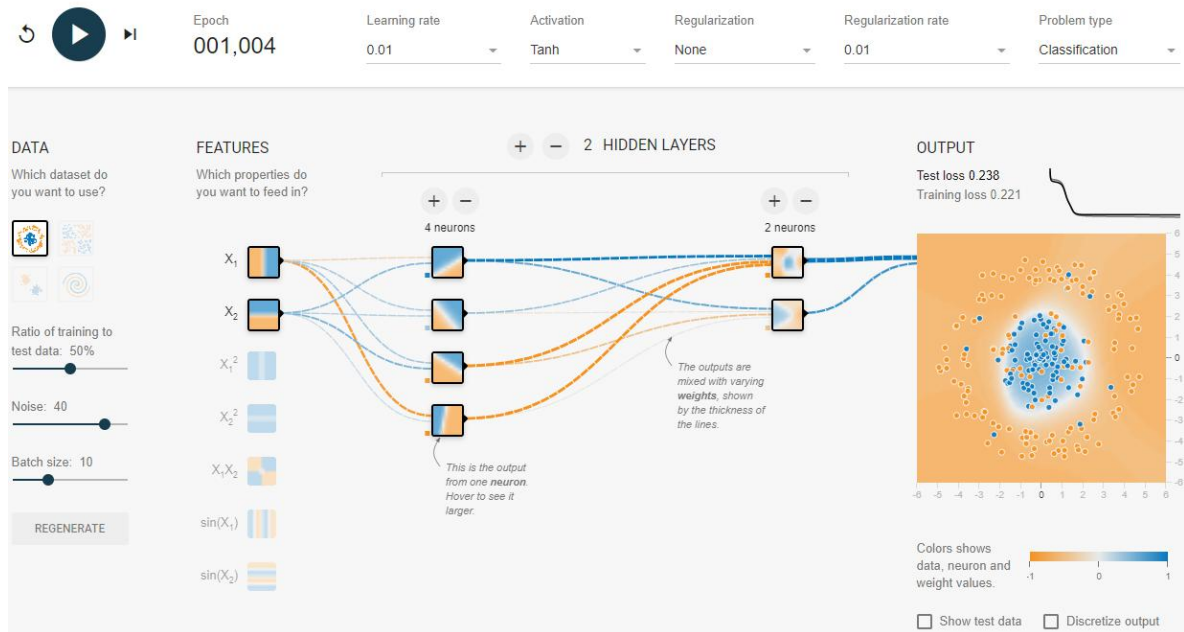 Epoch
001,004
Learning rate
0.01
Activation
Tanh
Regularization
None
Regularization rate
0.01
Problem type
Classification
DATA
Which dataset do
you want to use?
Ratio of training to
test data: 50%
Noise: 40
Batch size: 10
REGENERATE
FEATURES
Which properties do
you want to feed in?
X₁
X₂
X₁²
X₂²
X₁X₂
sin(X₁)
sin(X₂)
+ − 2 HIDDEN LAYERS
+ −
4 neurons
+ −
2 neurons
This is the output
from one neuron.
Hover to see it
larger.
The outputs are
mixed with varying
weights, shown
by the thickness of
the lines.
OUTPUT
Test loss 0.238
Training loss 0.221
6
5
4
3
2
1
0
-1
-2
-3
-4
-5
-6
-6 -5 -4 -3 -2 -1 0 1 2 3 4 5 6
Colors shows
data, neuron and
weight values.
-1 0 1
Show test data
Discretize output